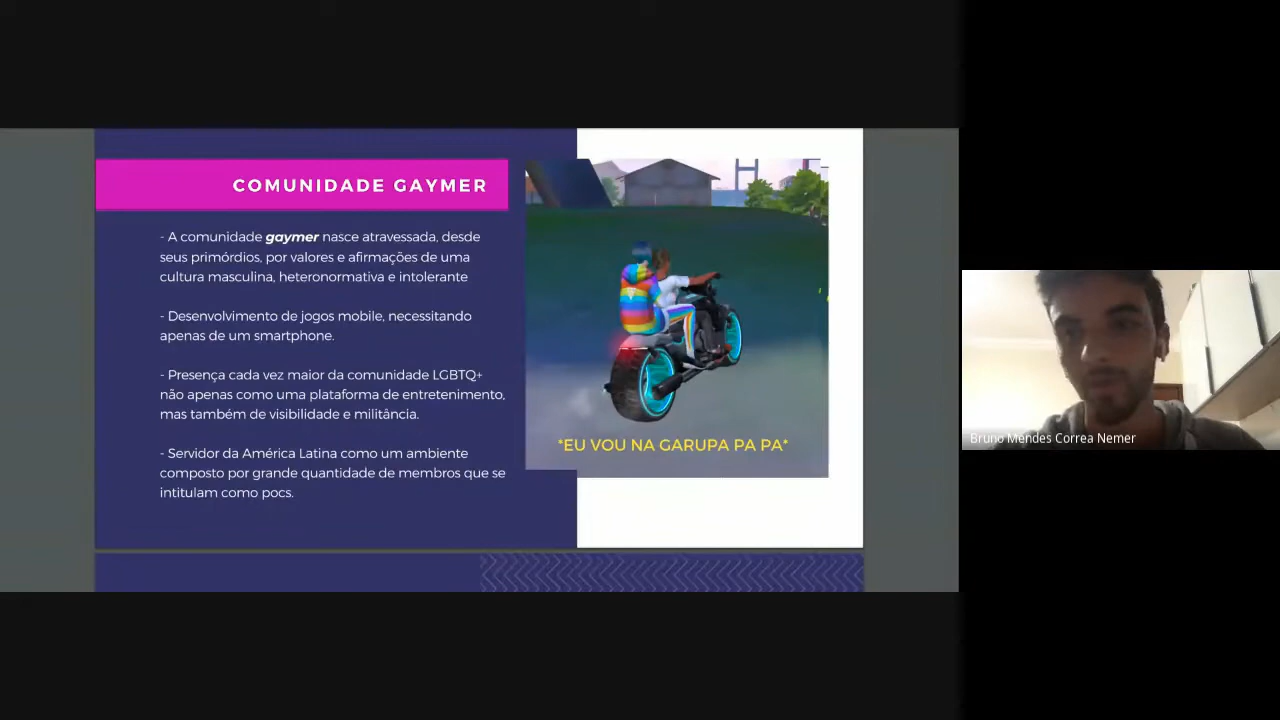 COMUNIDADE GAYMER
- A comunidade gaymer nasce atravessada, desde
seus primórdios, por valores e afirmações de uma
cultura masculina, heteronormativa e intolerante
- Desenvolvimento de jogos mobile, necessitando
apenas de um smartphone.
- Presença cada vez maior da comunidade LGBTQ+
não apenas como uma plataforma de entretenimento,
mas também de visibilidade e militância.
- Servidor da América Latina como um ambiente
composto por grande quantidade de membros que se
intitulam como pocs.
*EU VOU NA GARUPA PA PA*
Bruno Mendes Correa Nemer